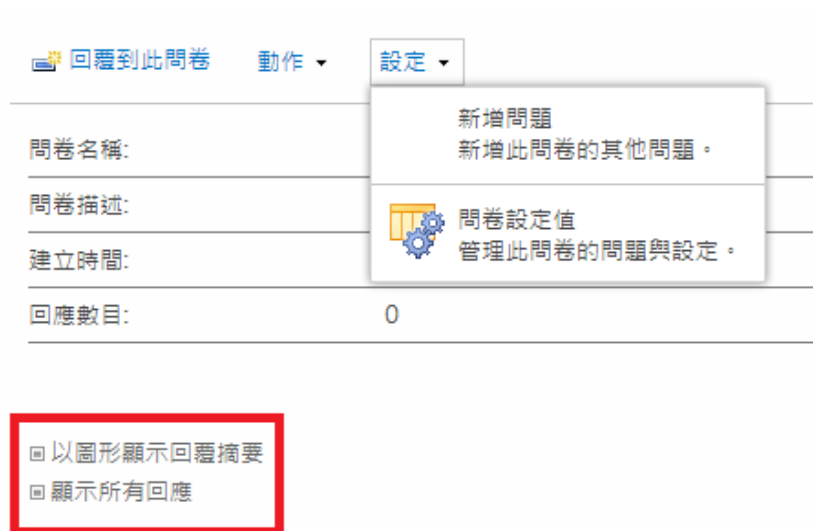 回覆到此問卷 動作 設定
新增問題
新增此問卷的其他問題。
問卷名稱:
問卷描述:
問卷設定值
管理此問卷的問題與設定。
建立時間:
回應數目: 0
以圖形顯示回覆摘要
顯示所有回應